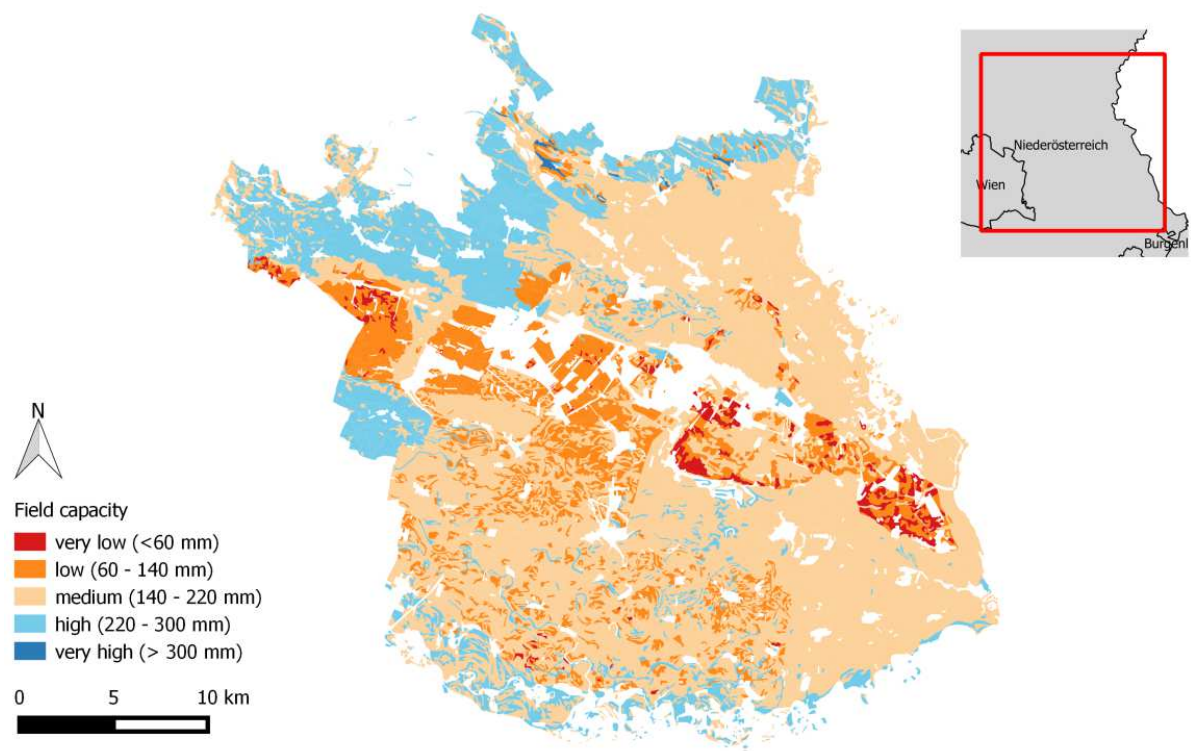 Niederösterreich
Wien
Burgenl
N
Field capacity
very low (<60 mm)
low (60 - 140 mm)
medium (140 - 220 mm)
high (220 - 300 mm)
very high (> 300 mm)
0 5 10 km